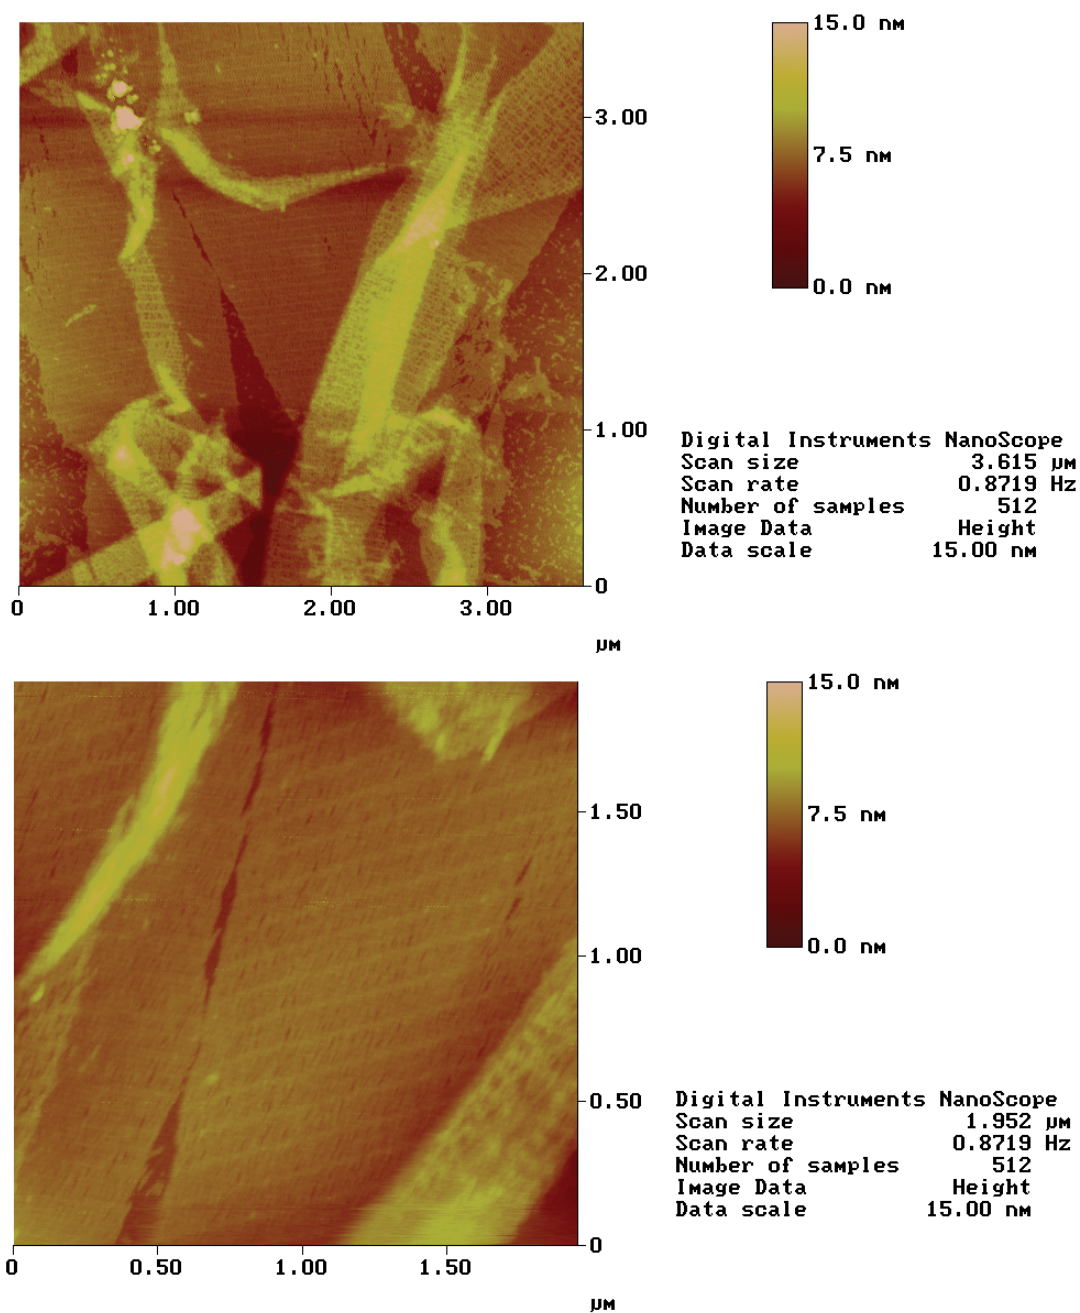 15.0 nm
7.5 nm
0.0 nm
3.00
2.00
1.00
0
0 1.00 2.00 3.00
µm
Digital Instruments NanoScope
Scan size 3.615 µm
Scan rate 0.8719 Hz
Number of samples 512
Image Data Height
Data scale 15.00 nm
15.0 nm
7.5 nm
0.0 nm
1.50
1.00
0.50
0
0 0.50 1.00 1.50
µm
Digital Instruments NanoScope
Scan size 1.952 µm
Scan rate 0.8719 Hz
Number of samples 512
Image Data Height
Data scale 15.00 nm